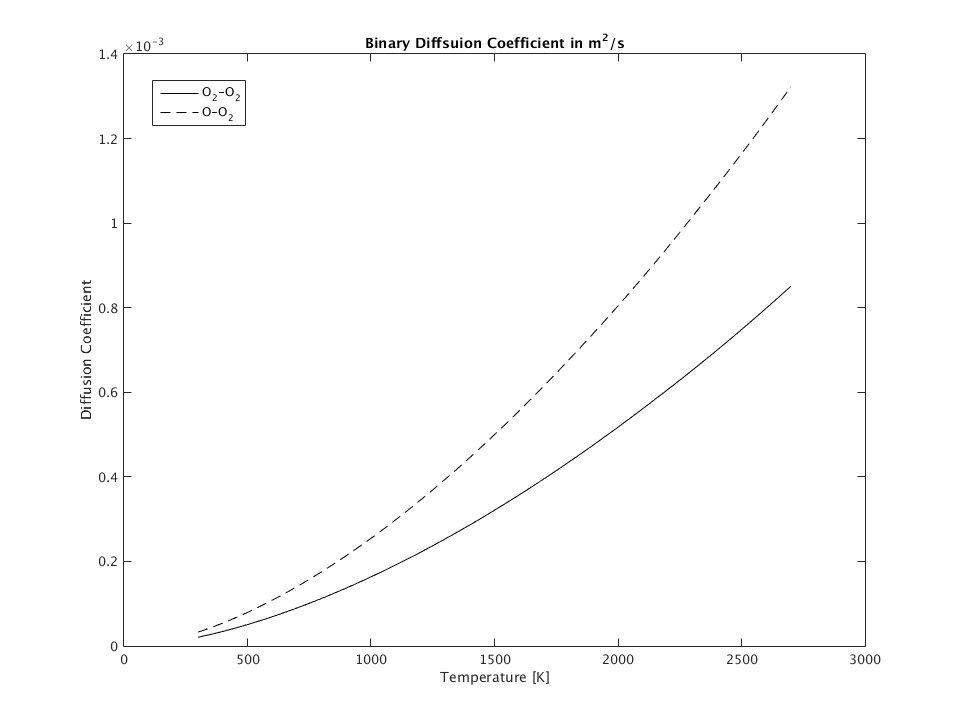 ×10⁻³
Binary Diffsuion Coefficient in m²/s
1.4
1.2
1
0.8
0.6
0.4
0.2
0
Diffusion Coefficient
O₂-O₂
O-O₂
0 500 1000 1500 2000 2500 3000
Temperature [K]